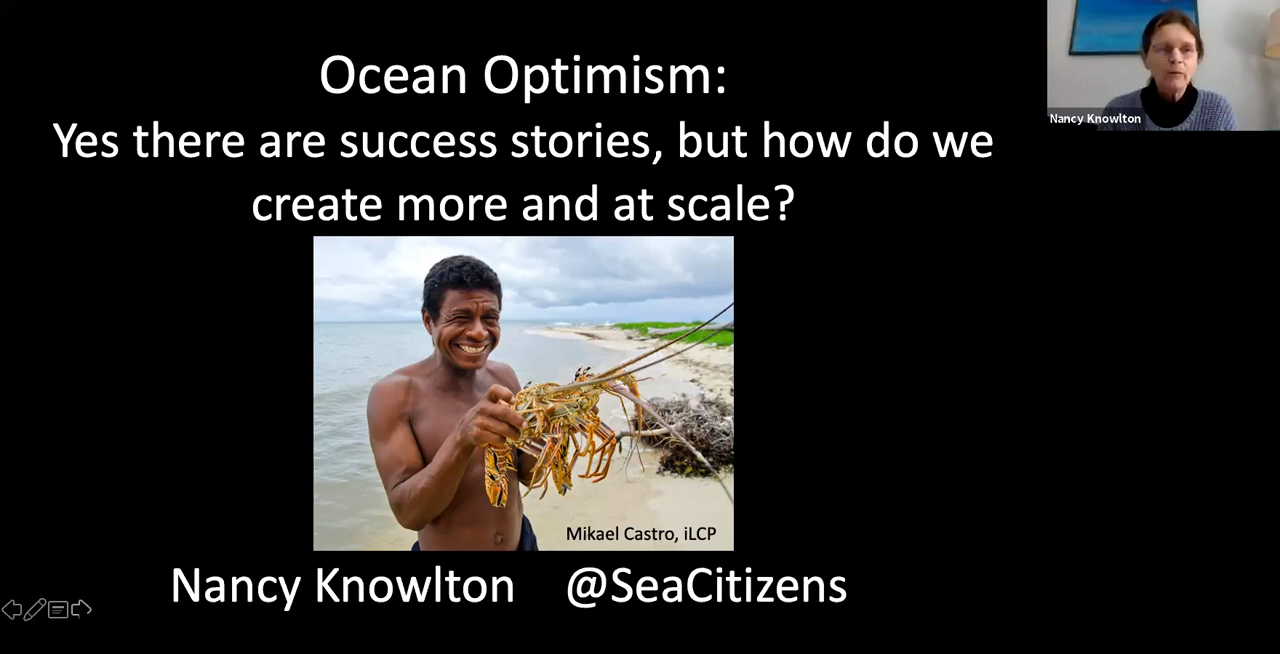 Ocean Optimism:
Yes there are success stories, but how do we
create more and at scale?
Mikael Castro, iLCP
Nancy Knowlton @SeaCitizens
Nancy Knowlton